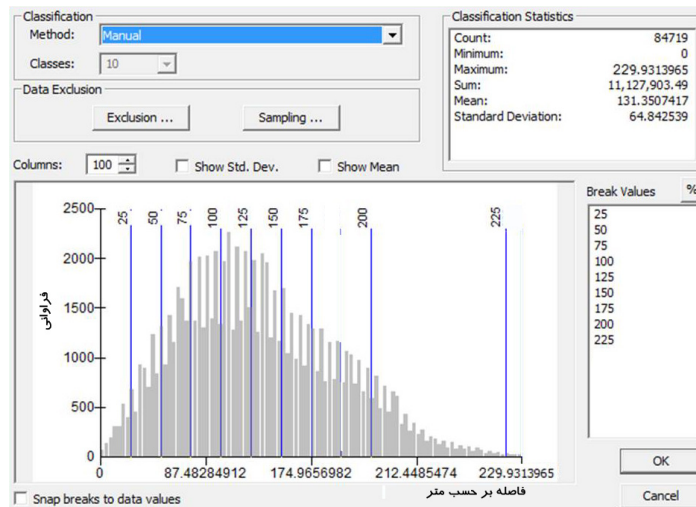 Classification
Method: Manual
Classes: 10
Data Exclusion
Exclusion ... Sampling ...
Columns: 100 Show Std. Dev. Show Mean
Classification Statistics
Count: 84719
Minimum: 0
Maximum: 229.9313965
Sum: 11,127,903.49
Mean: 131.3507417
Standard Deviation: 64.842539
25 50 75 100 125 150 175 200 225
2500
2000
1500
1000
500
0
فراوانی
0 87.48284912 174.9656982 212.4485474 229.9313965
فاصله بر حسب متر
Snap breaks to data values
Break Values %
25
50
75
100
125
150
175
200
225
OK
Cancel